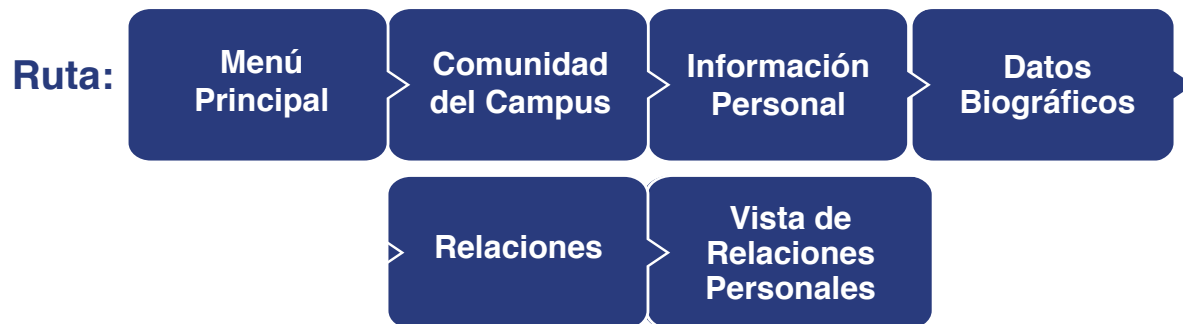 Ruta:
Menú
Principal
Comunidad
del Campus
Información
Personal
Datos
Biográficos
Relaciones
Vista de
Relaciones
Personales